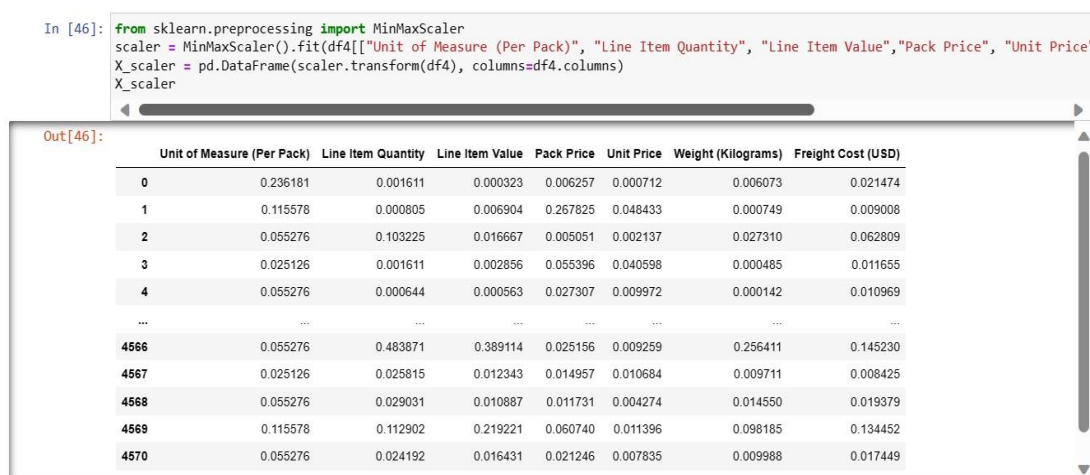 In [46]: from sklearn.preprocessing import MinMaxScaler
scaler = MinMaxScaler().fit(df4[["Unit of Measure (Per Pack)", "Line Item Quantity", "Line Item Value","Pack Price", "Unit Price"
X_scaler = pd.DataFrame(scaler.transform(df4), columns=df4.columns)
X_scaler
Out[46]:
Unit of Measure (Per Pack) Line Item Quantity Line Item Value Pack Price Unit Price Weight (Kilograms) Freight Cost (USD)
0 0.236181 0.001611 0.000323 0.006257 0.000712 0.006073 0.021474
1 0.115578 0.000805 0.006904 0.267825 0.048433 0.000749 0.009008
2 0.055276 0.103225 0.016667 0.005051 0.002137 0.027310 0.062809
3 0.025126 0.001611 0.002856 0.055396 0.040598 0.000485 0.011655
4 0.055276 0.000644 0.000563 0.027307 0.009972 0.000142 0.010969
... ... ... ... ... ... ... ...
4566 0.055276 0.483871 0.389114 0.025156 0.009259 0.256411 0.145230
4567 0.025126 0.025815 0.012343 0.014957 0.010684 0.009711 0.008425
4568 0.055276 0.029031 0.010887 0.011731 0.004274 0.014550 0.019379
4569 0.115578 0.112902 0.219221 0.060740 0.011396 0.098185 0.134452
4570 0.055276 0.024192 0.016431 0.021246 0.007835 0.009988 0.017449